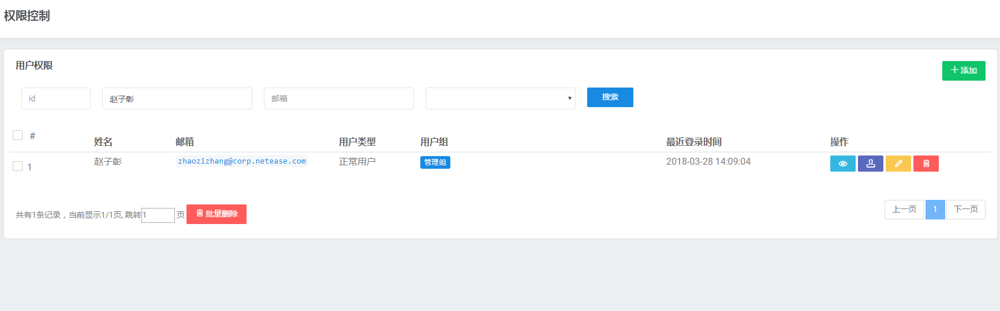 权限控制
用户权限
添加
id 赵子彰 邮箱 搜索
# 姓名 邮箱 用户类型 用户组 最近登录时间 操作
1 赵子彰 zhaozizhang@corp.netease.com 正常用户 管理组 2018-03-28 14:09:04
共有1条记录，当前显示1/1页, 跳转 1 页 批量删除 上一页 1 下一页